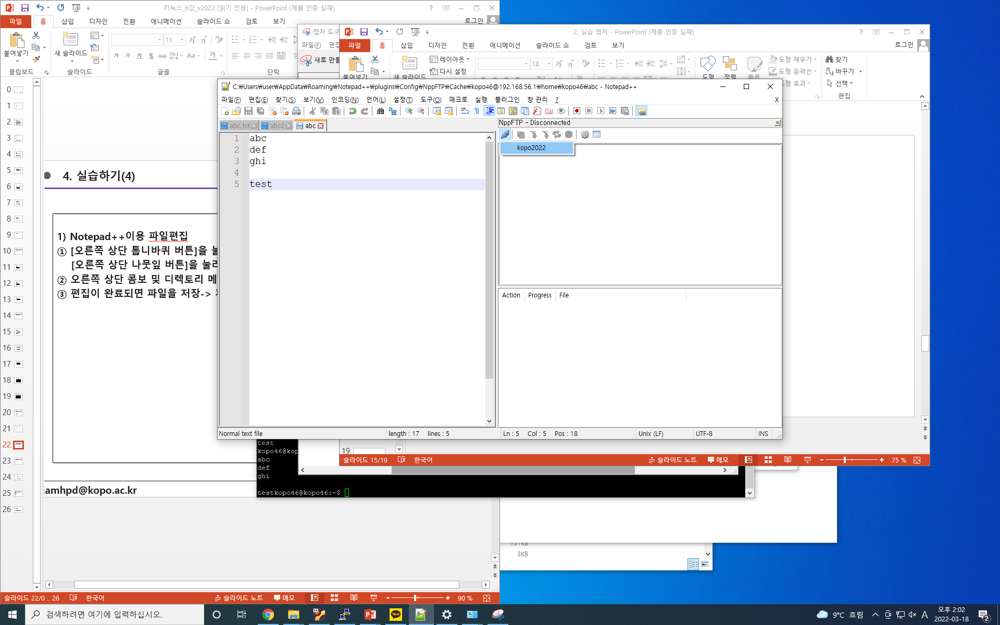 리눅스_6강_v2022 [읽기 전용] - PowerPoint (제품 인증 실패)
파일 홈 삽입 디자인 전환 애니메이션 슬라이드 쇼 검토 보기 로그인
붙여넣기 새 슬라이드 11
클립보드 슬라이드 글꼴 단락
캡처 도구
파일(F) 편집
새로 만들
2. 실습 캡처 - PowerPoint (제품 인증 실패)
파일 홈 삽입 디자인 전환 애니메이션 슬라이드 쇼 검토 보기 로그인
레이아웃 18 도형 채우기 찾기
다시 설정 도형 윤곽선 바꾸기
효과 선택
편집
C:₩Users₩user₩AppData₩Roaming₩Notepad++₩plugins₩Config₩NppFTP₩Cache₩kopo46@192.168.56.1₩home₩kopo46₩abc - Notepad++
파일(F) 편집(E) 찾기(S) 보기(V) 인코딩(N) 언어(L) 설정(T) 도구(O) 매크로 실행 플러그인 창 관리 ? X
abc,txt abc2 abc
1 abc
2 def
3 ghi
4
5 test
NppFTP - Disconnected
kopo2022
Action Progress File
Normal text file length : 17 lines : 5 Ln : 5 Col : 5 Pos : 18 Unix (LF) UTF-8 INS
0
1
2
3
4
5
6
7
8
9
10
11
12
13
14
15
16
17
18
19
20
21
22
23
24
25
26
4. 실습하기(4)
1) Notepad++이용 파일편집
① [오른쪽 상단 톱니바퀴 버튼]을 눌
[오른쪽 상단 나뭇잎 버튼]을 눌러
② 오른쪽 상단 콤보 및 디렉토리 메
③ 편집이 완료되면 파일을 저장->
iamhpd@kopo.ac.kr
test
kopo46@kop
abc
def
ghi
testkopo46@kopo46:~$
19
슬라이드 15/19 한국어 슬라이드 노트 메모 75 %
131KB
3KB
슬라이드 22/0 .. 26 한국어 슬라이드 노트 메모 90 %
검색하려면 여기에 입력하십시오.
TALK
9°C 흐림 A 오후 2:02
2022-03-18
2